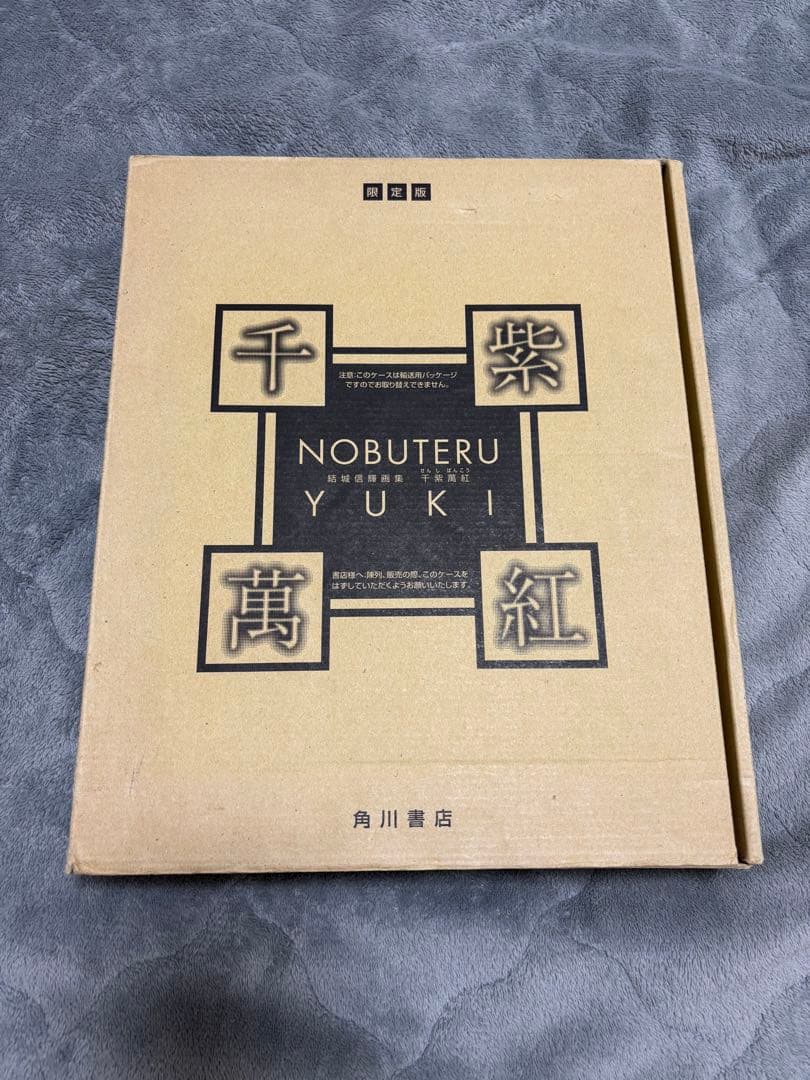 限定版
千 紫
注意:このケースは輸送用パッケージ
ですのでお取り替えできません。
NOBUTERU
せんしばんこう
結城信輝画集 千紫萬紅
YUKI
書店様へ:陳列、販売の際、このケースを
はずしていただくようお願いいたします。
萬 紅
角川書店